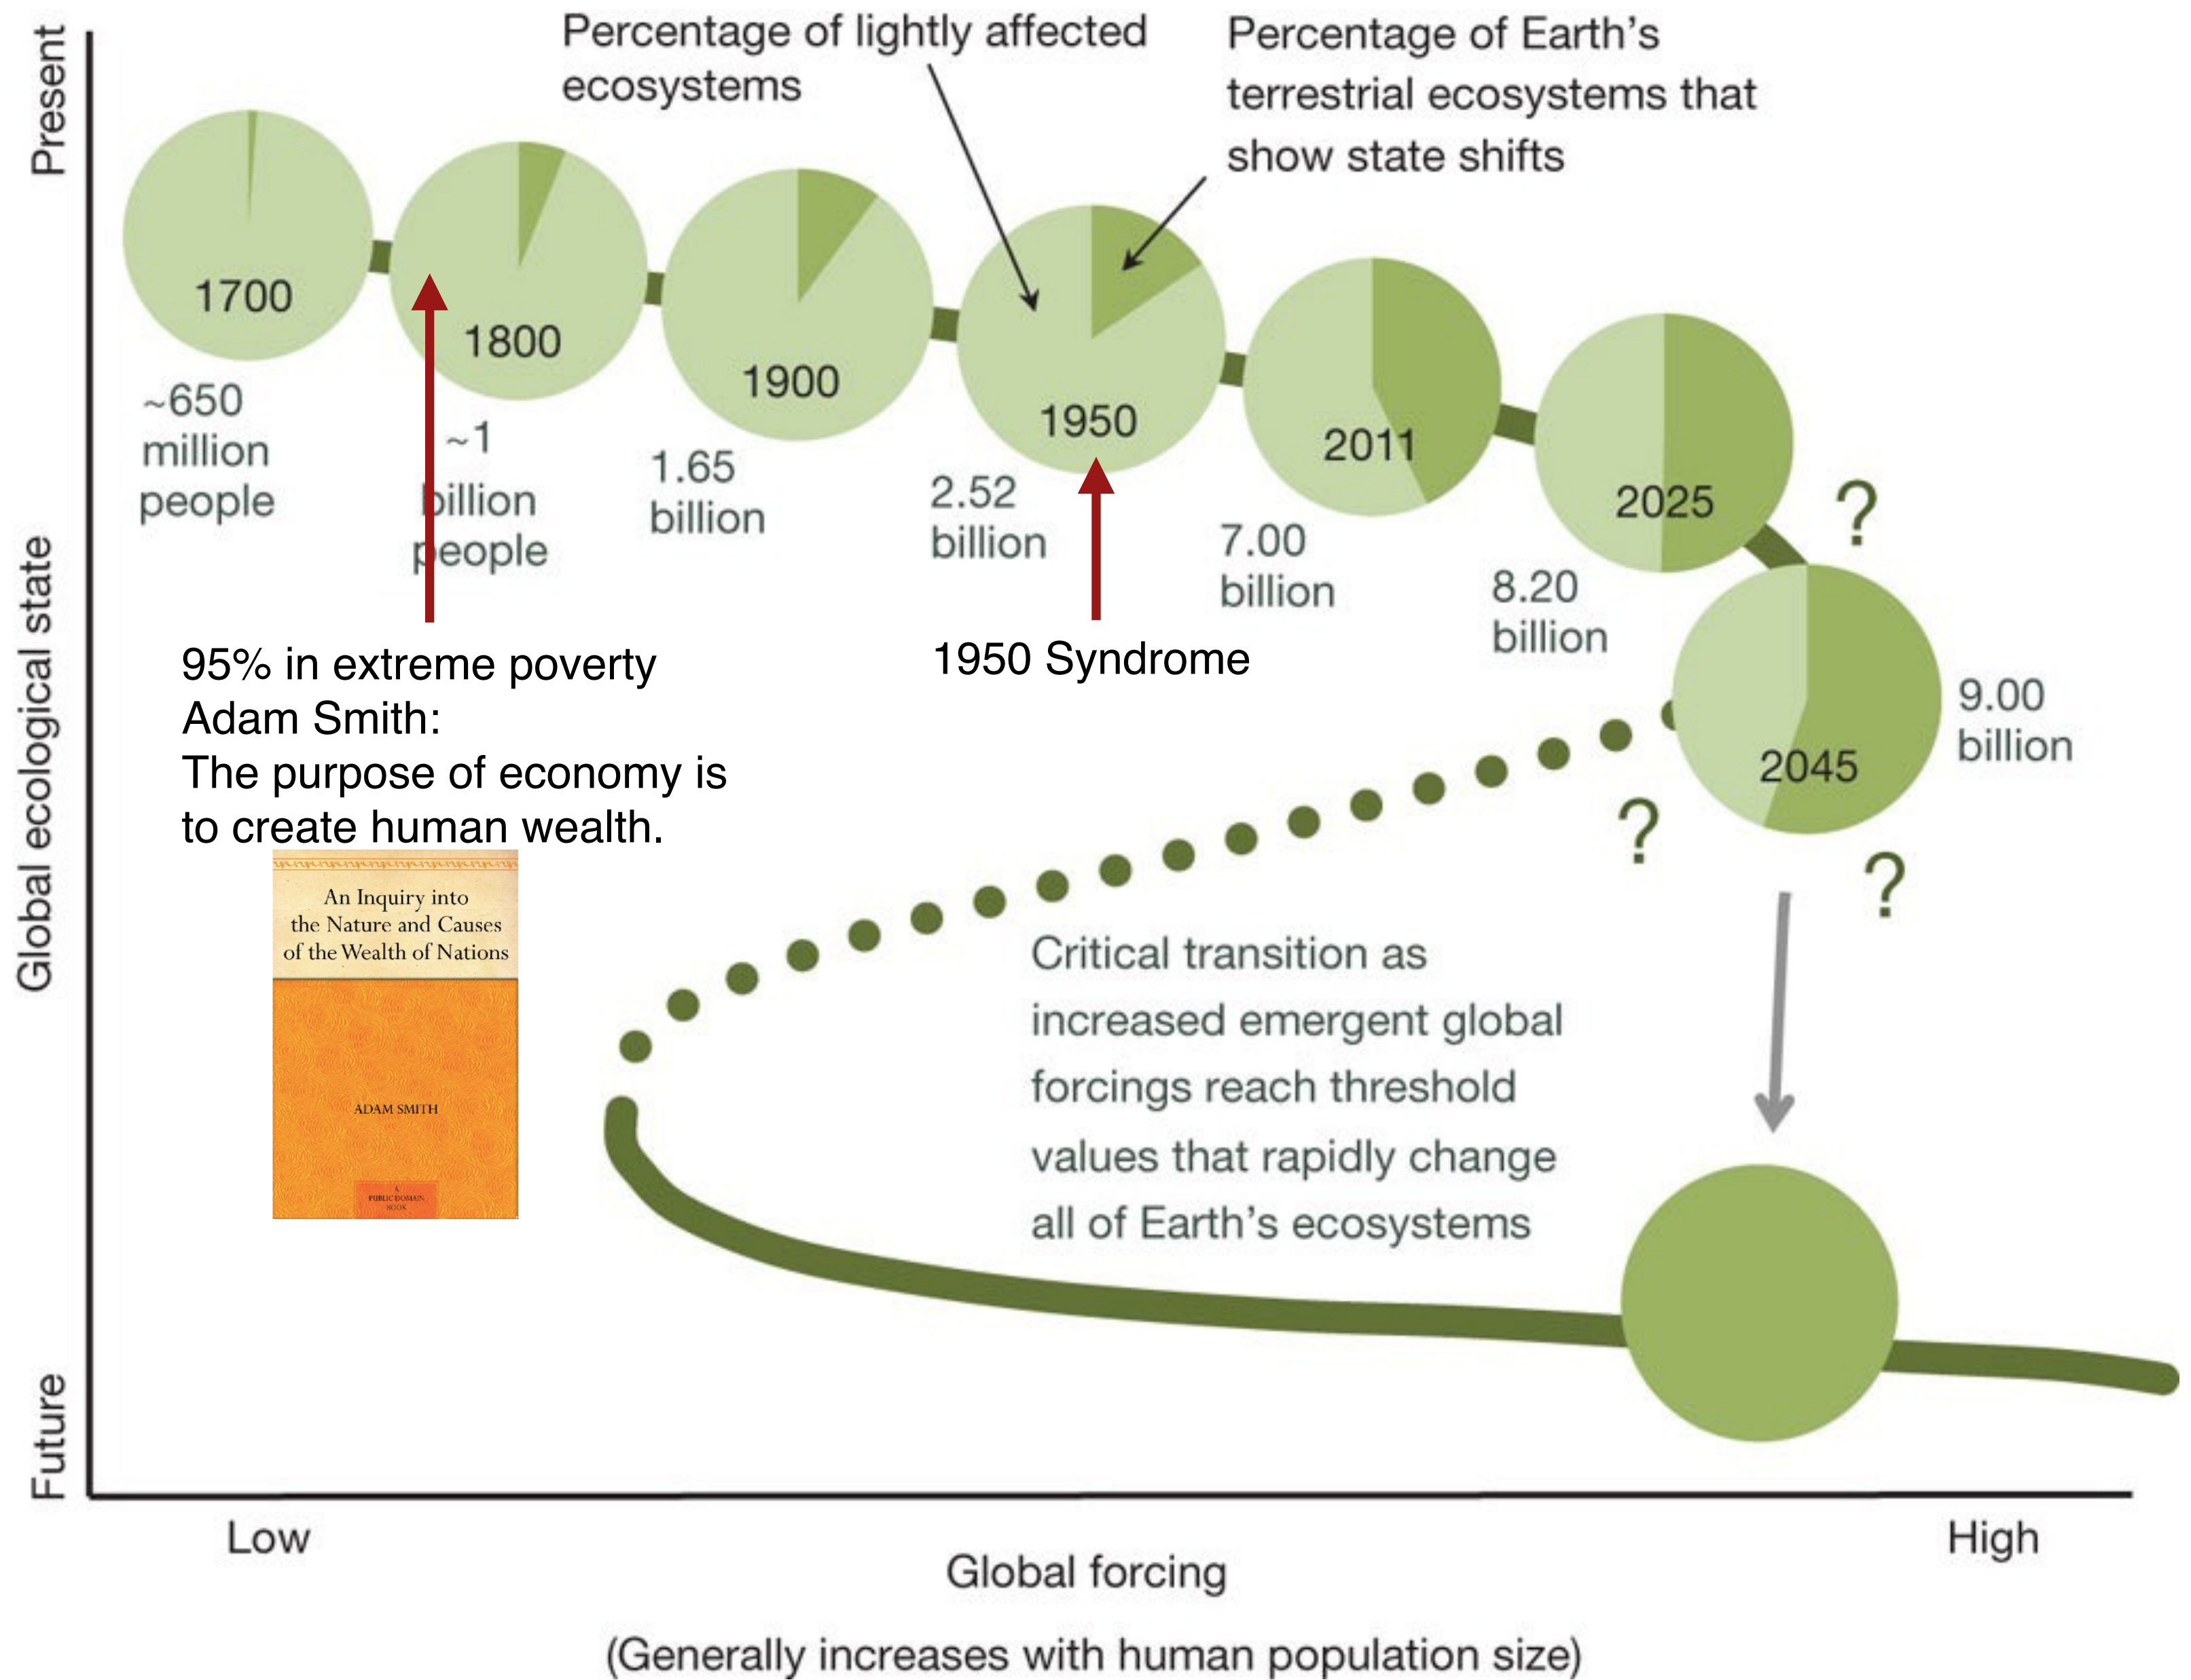 Percentage of lightly affected
ecosystems
Percentage of Earth's
terrestrial ecosystems that
show state shifts
Present
Global ecological state
Future
1700
1800
1900
1950
2011
2025
2045
~650
million
people
~1
billion
people
1.65
billion
2.52
billion
7.00
billion
8.20
billion
9.00
billion
?
?
?
95% in extreme poverty
Adam Smith:
The purpose of economy is
to create human wealth.
1950 Syndrome
An Inquiry into
the Nature and Causes
of the Wealth of Nations
ADAM SMITH
A
PUBLIC DOMAIN
BOOK
Critical transition as
increased emergent global
forcings reach threshold
values that rapidly change
all of Earth's ecosystems
Low
High
Global forcing
(Generally increases with human population size)